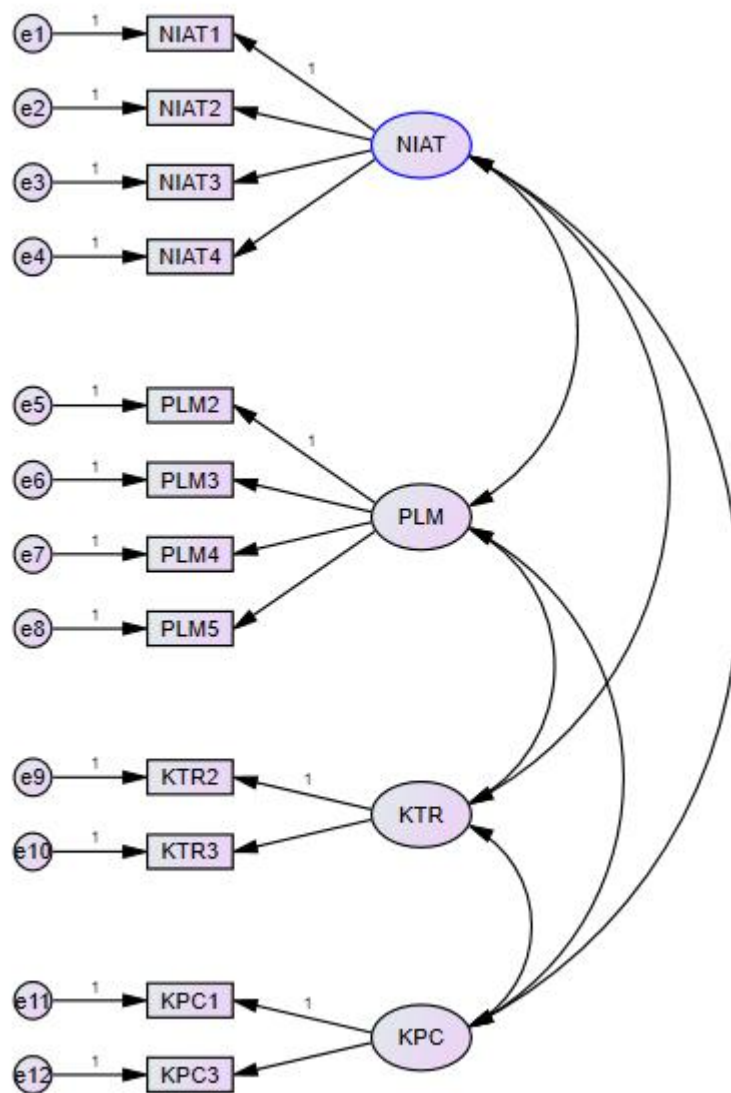 e1 1 NIAT1
1
e2 1 NIAT2
NIAT
e3 1 NIAT3
e4 1 NIAT4
e5 1 PLM2
1
e6 1 PLM3
PLM
e7 1 PLM4
e8 1 PLM5
e9 1 KTR2 1
KTR
e10 1 KTR3
e11 1 KPC1 1
KPC
e12 1 KPC3